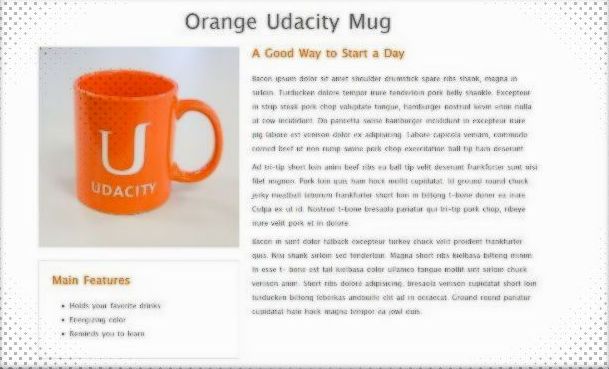 Orange Udacity Mug
A Good Way to Start a Day
Bacon ipsum dolor sit amet shoulder drumstick spare ribs shank, magna in
sirloin. Turducken dolore tempor irure tenderloin pork belly shankle. Excepteur
in strip steak pork chop voluptate tongue, hamburger nostrud kevin enim nulla
ut cow incididunt. Do pancetta swine hamburger incididunt in excepteur irure
pig labore est venison dolor ex adipisicing. Labore capicola veniam, commodo
corned beef ut non rump swine pork chop exercitation ball tip ham deserunt.
Ad tri-tip short loin anim beef ribs ea ball tip velit deserunt frankfurter sunt nisi
filet mignon. Pork loin quis ham hock mollit cupidatat. Id ground round chuck
jerky meatball laborum frankfurter short loin in biltong t-bone doner ea irure.
Culpa ex ut id. Nostrud t-bone bresaola pariatur qui tri-tip pork chop, ribeye
irure velit pork et in dolore.
Bacon in sunt dolor fatback excepteur turkey chuck velit proident frankfurter
quis. Nisi shank sirloin sed tenderloin. Magna short ribs kielbasa biltong minim
in esse t- bone est tail kielbasa color ullamco tongue mollit sint sirloin chuck
venison anim. Short ribs dolore adipisicing, bresaola venison cupidatat short loin
turducken biltong leberkas andouille elit ad in occaecat. Ground round pariatur
cupidatat ham hock magna tempor ea jowl duis.
U
UDACITY
Main Features
Holds your favorite drinks
Energizing color
Reminds you to learn